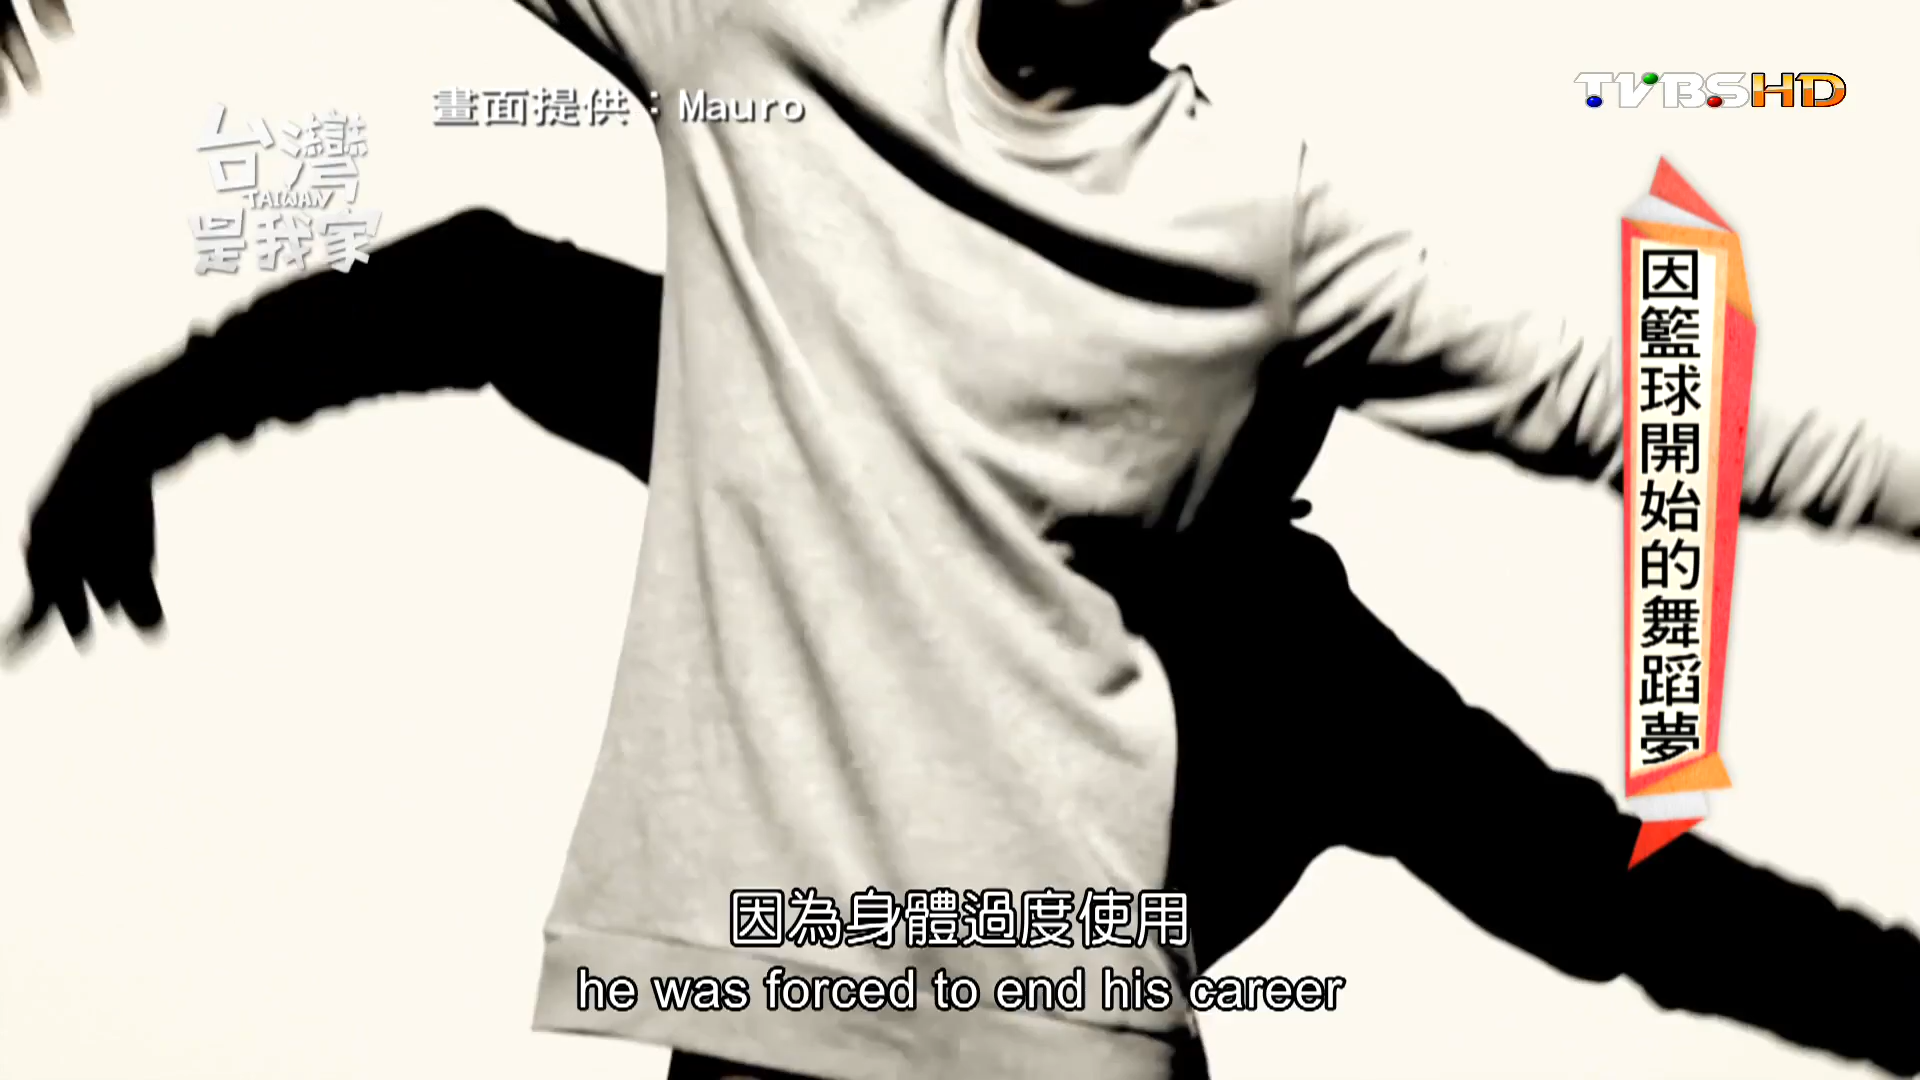 畫面提供：Mauro
TVBS HD
台灣
TAIWAN
是我家
因籃球開始的舞蹈夢
因為身體過度使用
he was forced to end his career